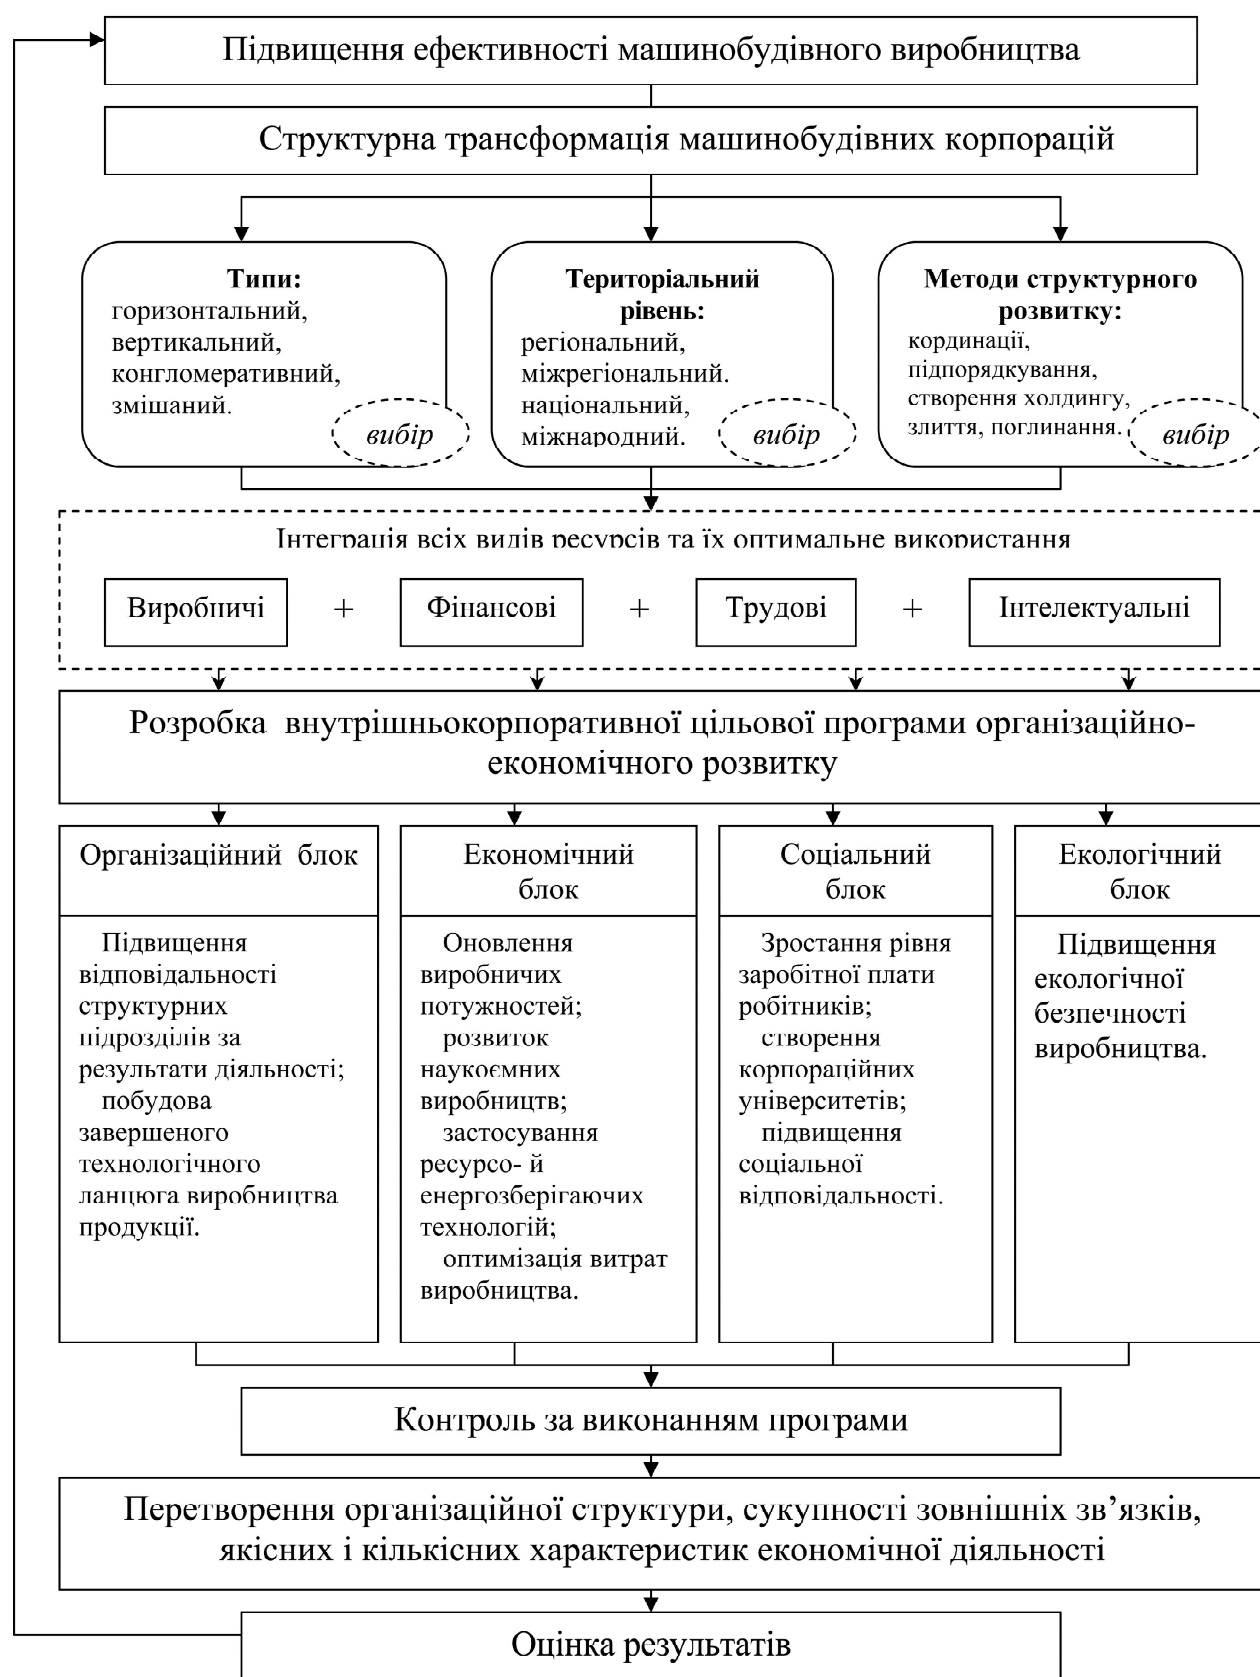 Підвищення ефективності машинобудівного виробництва
Структурна трансформація машинобудівних корпорацій
Типи:
горизонтальний,
вертикальний,
конгломеративний,
змішаний.
вибір
Територіальний
рівень:
регіональний,
міжрегіональний.
національний,
міжнародний.
вибір
Методи структурного
розвитку:
кординації,
підпорядкування,
створення холдингу,
злиття, поглинання.
вибір
Інтеграція всіх видів ресурсів та їх оптимальне використання
Виробничі + Фінансові + Трудові + Інтелектуальні
Розробка внутрішньокорпоративної цільової програми організаційно-
економічного розвитку
Організаційний блок
Підвищення
відповідальності
структурних
підрозділів за
результати діяльності;
побудова
завершеного
технологічного
ланцюга виробництва
продукції.
Економічний
блок
Оновлення
виробничих
потужностей;
розвиток
наукоємних
виробництв;
застосування
ресурсо- й
енергозберігаючих
технологій;
оптимізація витрат
виробництва.
Соціальний
блок
Зростання рівня
заробітної плати
робітників;
створення
корпораційних
університетів;
підвищення
соціальної
відповідальності.
Екологічний
блок
Підвищення
екологічної
безпечності
виробництва.
Контроль за виконанням програми
Перетворення організаційної структури, сукупності зовнішніх зв’язків,
якісних і кількісних характеристик економічної діяльності
Оцінка результатів